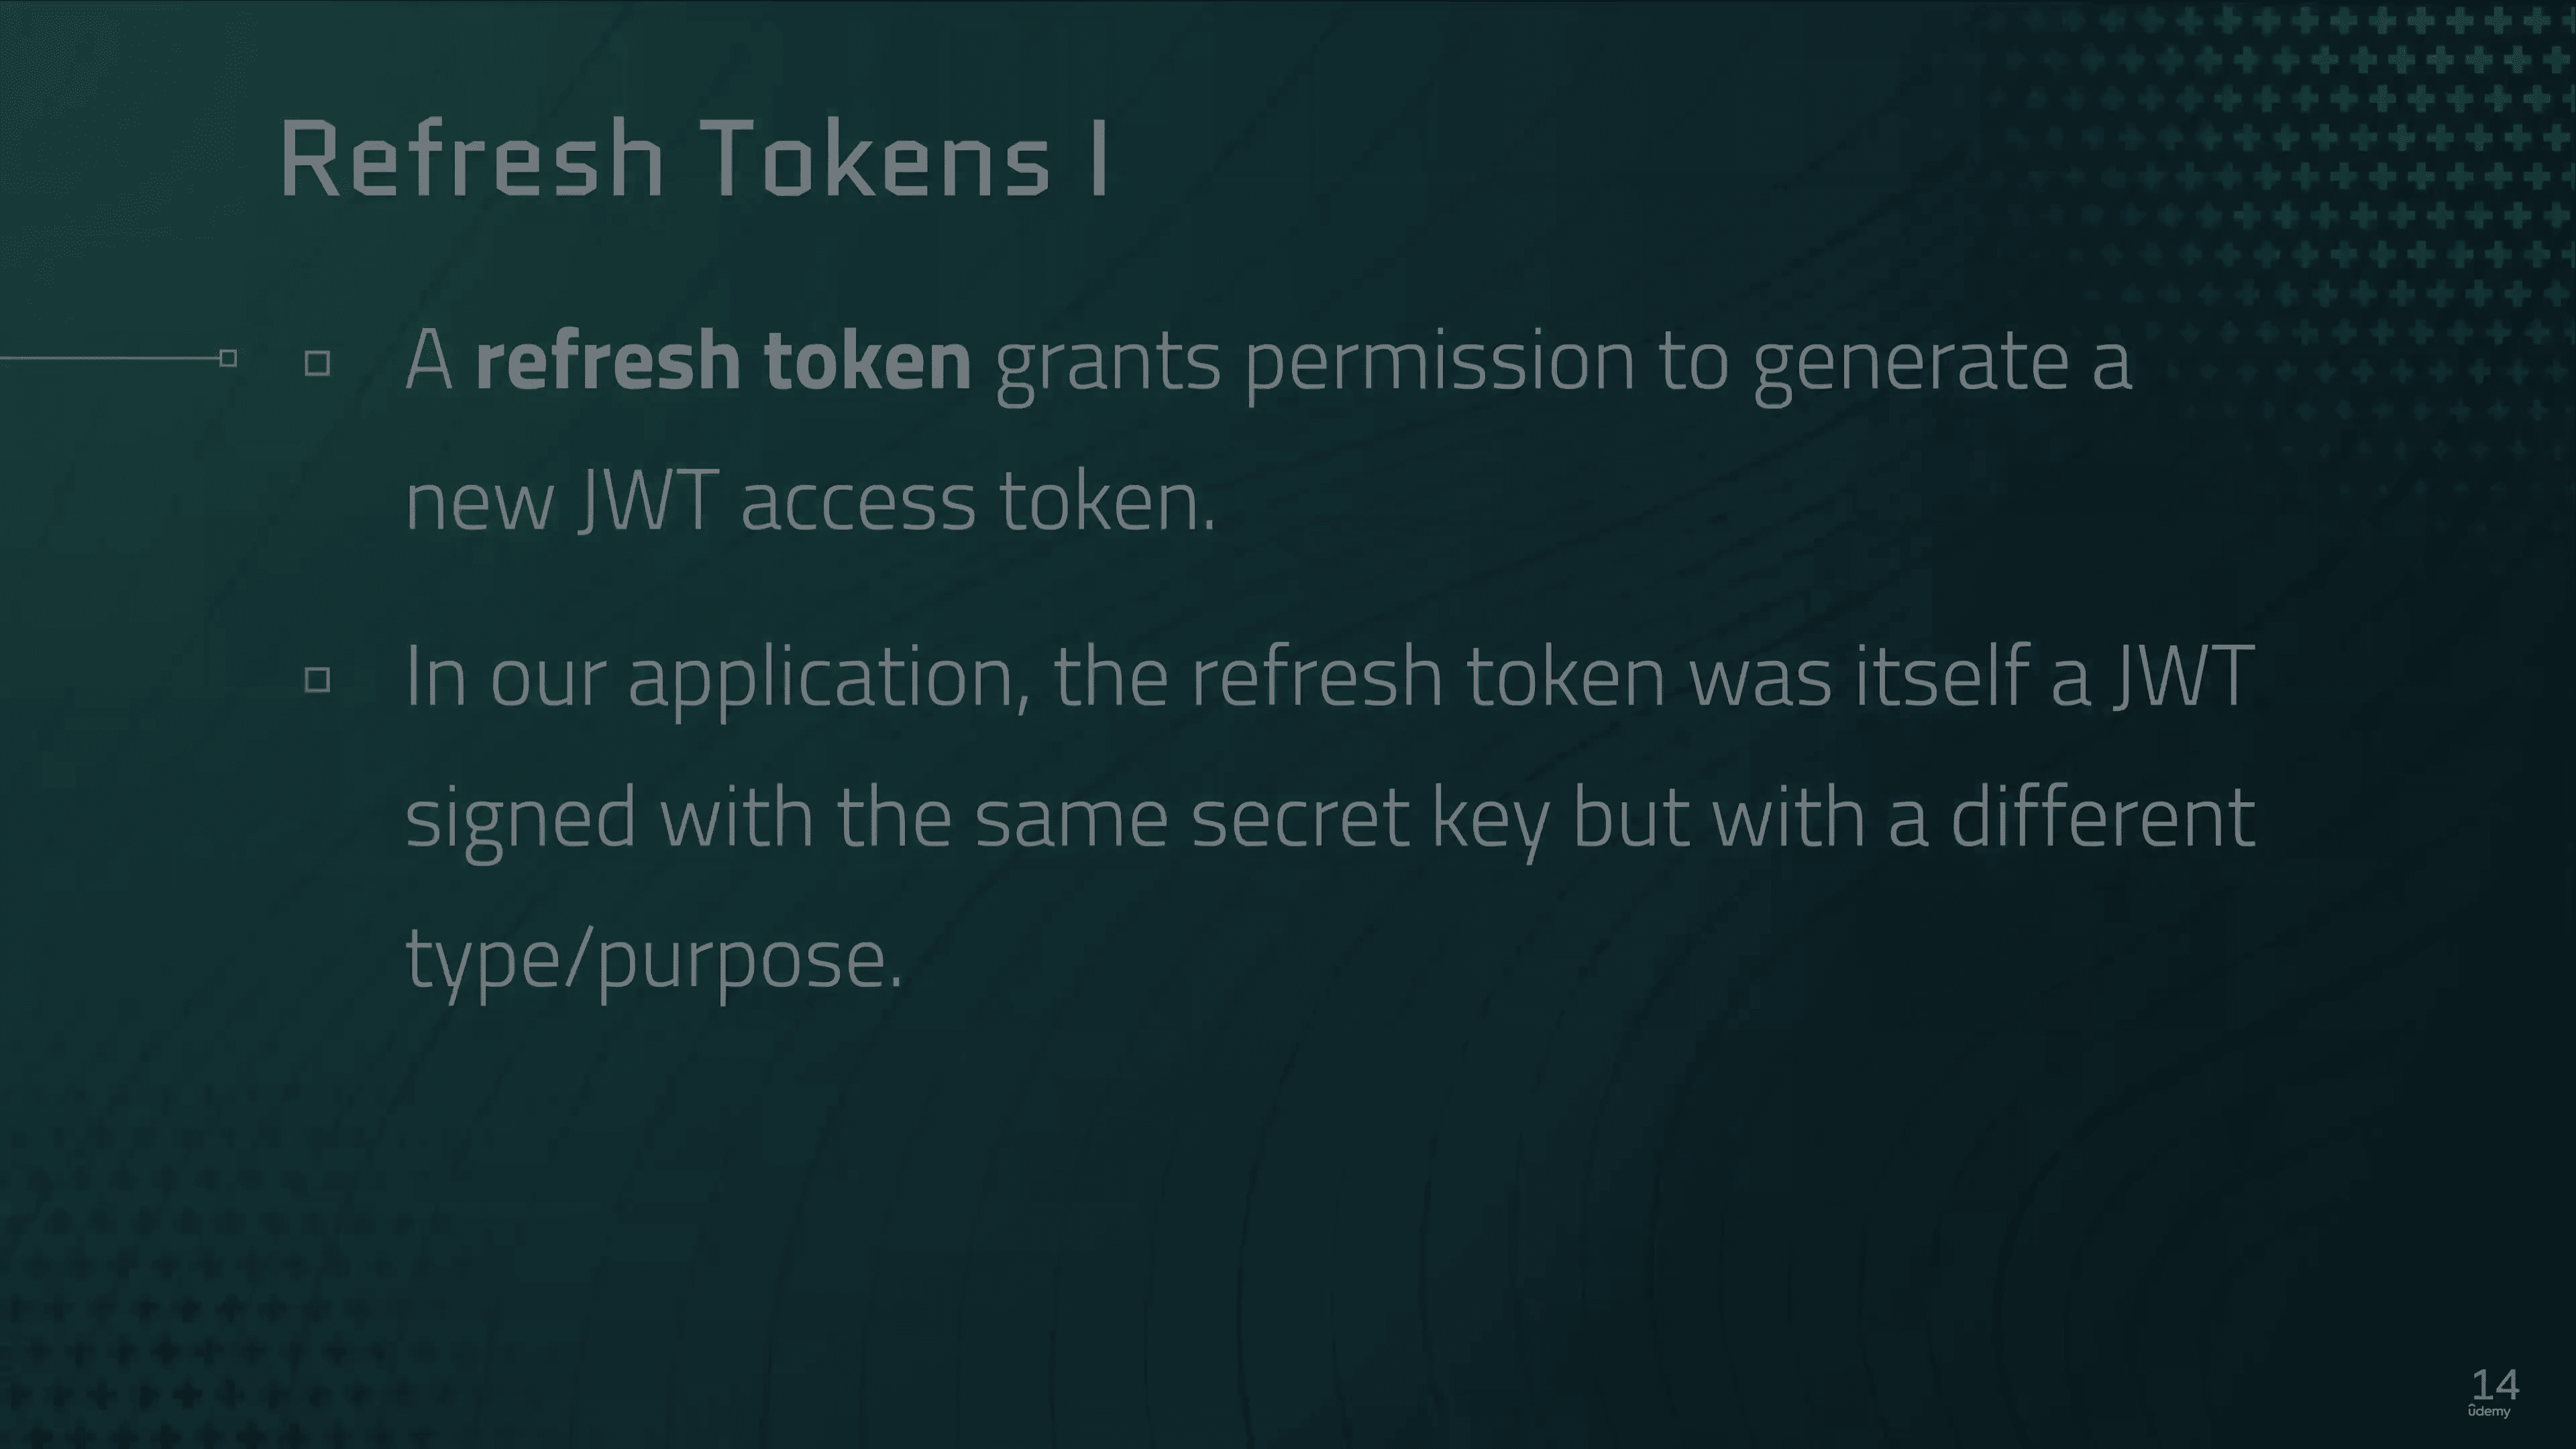 Refresh Tokens I
A refresh token grants permission to generate a
new JWT access token.
In our application, the refresh token was itself a JWT
signed with the same secret key but with a different
type/purpose.
14
ûdemy